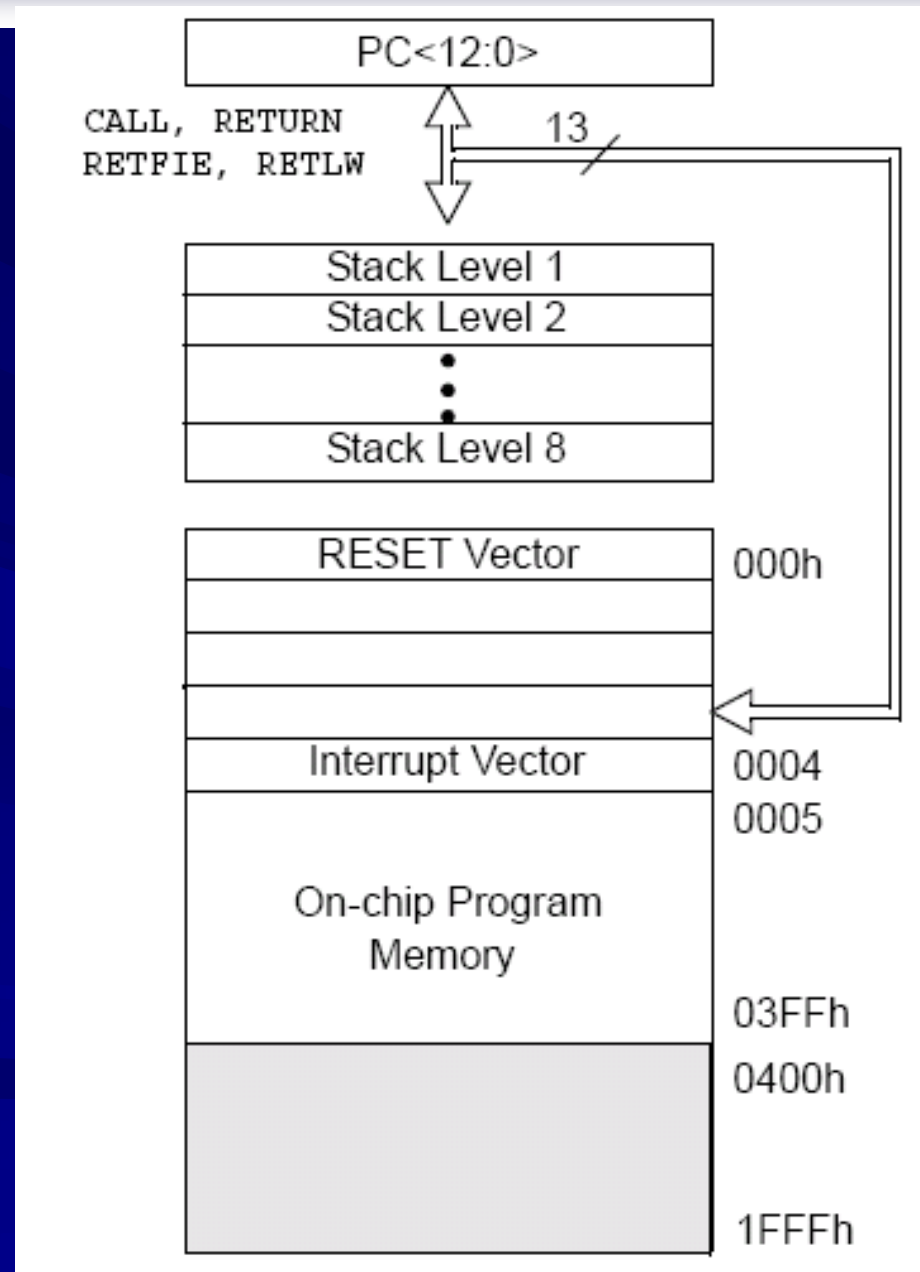 PC<12:0>
CALL, RETURN
RETFIE, RETLW
13
Stack Level 1
Stack Level 2
Stack Level 8
RESET Vector
000h
Interrupt Vector
0004
0005
On-chip Program
Memory
03FFh
0400h
1FFFh